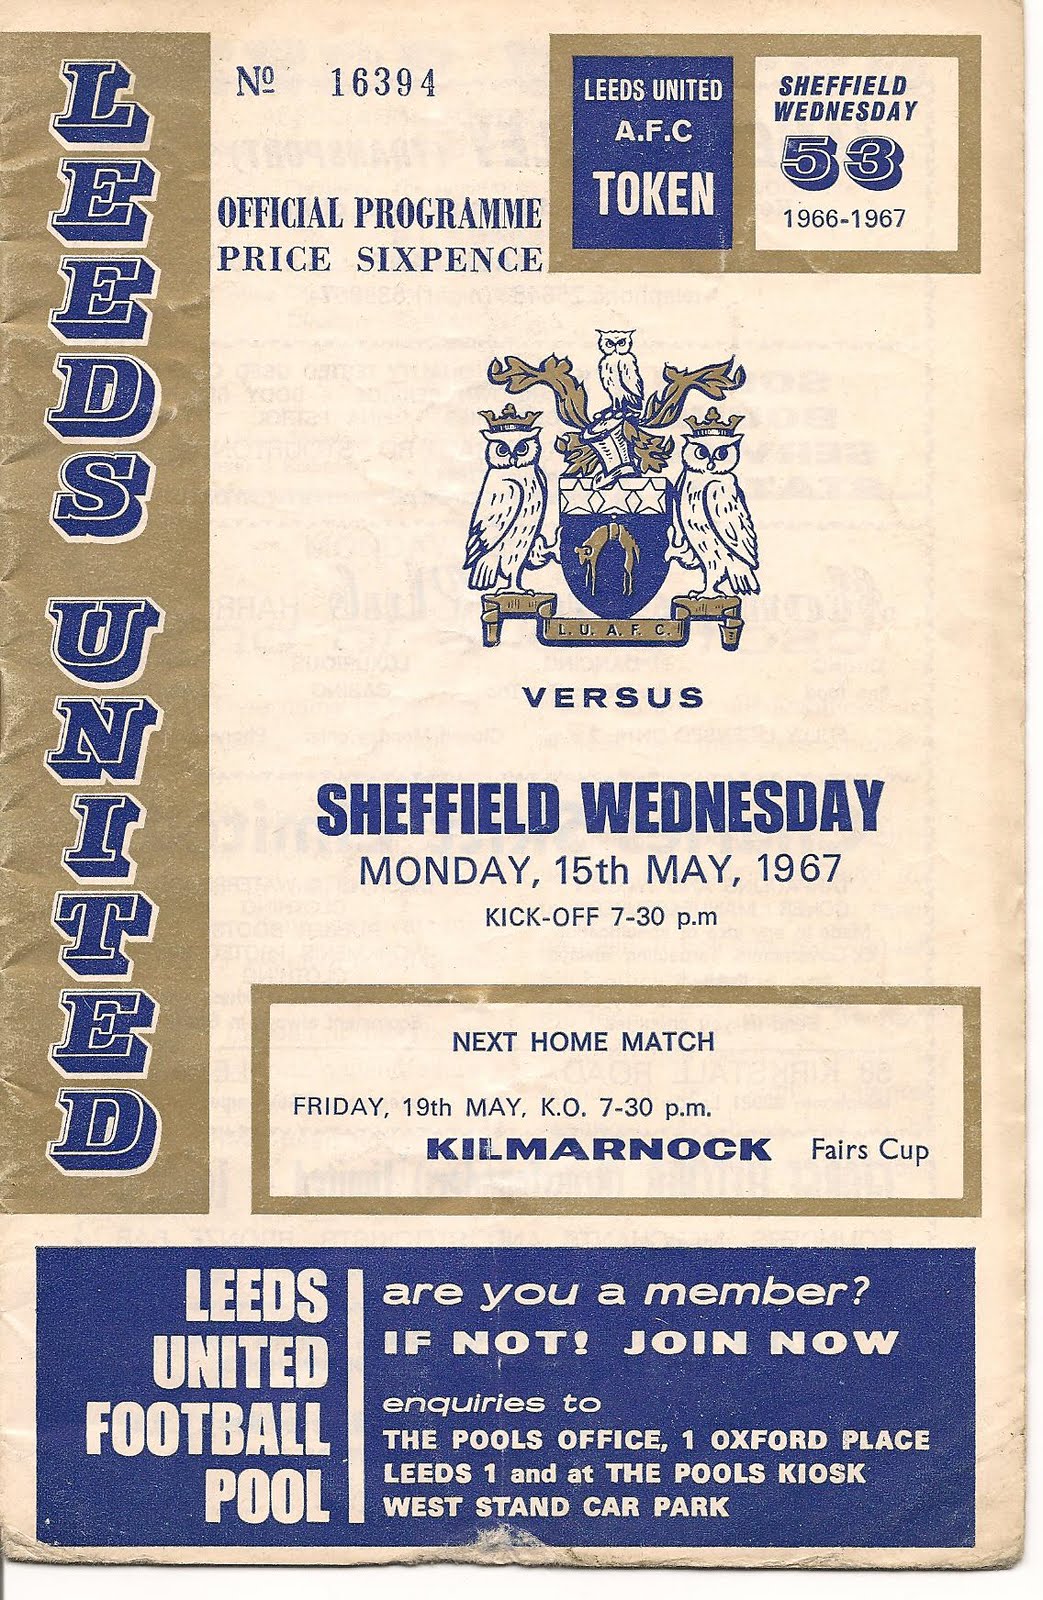 LEEDS UNITED
Nº 16394
OFFICIAL PROGRAMME
PRICE SIXPENCE
LEEDS UNITED
A.F.C
TOKEN
SHEFFIELD
WEDNESDAY
53
1966-1967
L. U. A. F. C.
VERSUS
SHEFFIELD WEDNESDAY
MONDAY, 15th MAY, 1967
KICK-OFF 7-30 p.m
NEXT HOME MATCH
FRIDAY, 19th MAY, K.O. 7-30 p.m.
KILMARNOCK Fairs Cup
LEEDS
UNITED
FOOTBALL
POOL
are you a member?
IF NOT! JOIN NOW
enquiries to
THE POOLS OFFICE, 1 OXFORD PLACE
LEEDS 1 and at THE POOLS KIOSK
WEST STAND CAR PARK